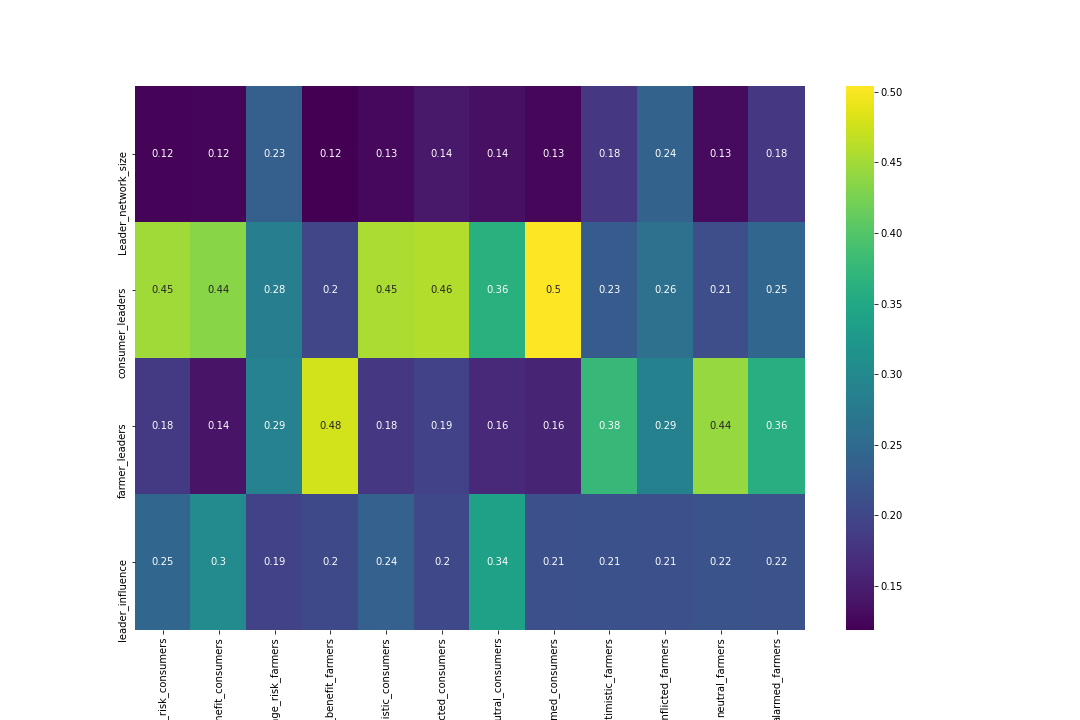 Leader_network_size
0.12 0.12 0.23 0.12 0.13 0.14 0.14 0.13 0.18 0.24 0.13 0.18
consumer_leaders
0.45 0.44 0.28 0.2 0.45 0.46 0.36 0.5 0.23 0.26 0.21 0.25
farmer_leaders
0.18 0.14 0.29 0.48 0.18 0.19 0.16 0.16 0.38 0.29 0.44 0.36
leader_influence
0.25 0.3 0.19 0.2 0.24 0.2 0.34 0.21 0.21 0.21 0.22 0.22
_risk_consumers
nefit_consumers
ge_risk_farmers
_benefit_farmers
istic_consumers
cted_consumers
utral_consumers
med_consumers
timistic_farmers
nflicted_farmers
neutral_farmers
alarmed_farmers
0.50
0.45
0.40
0.35
0.30
0.25
0.20
0.15